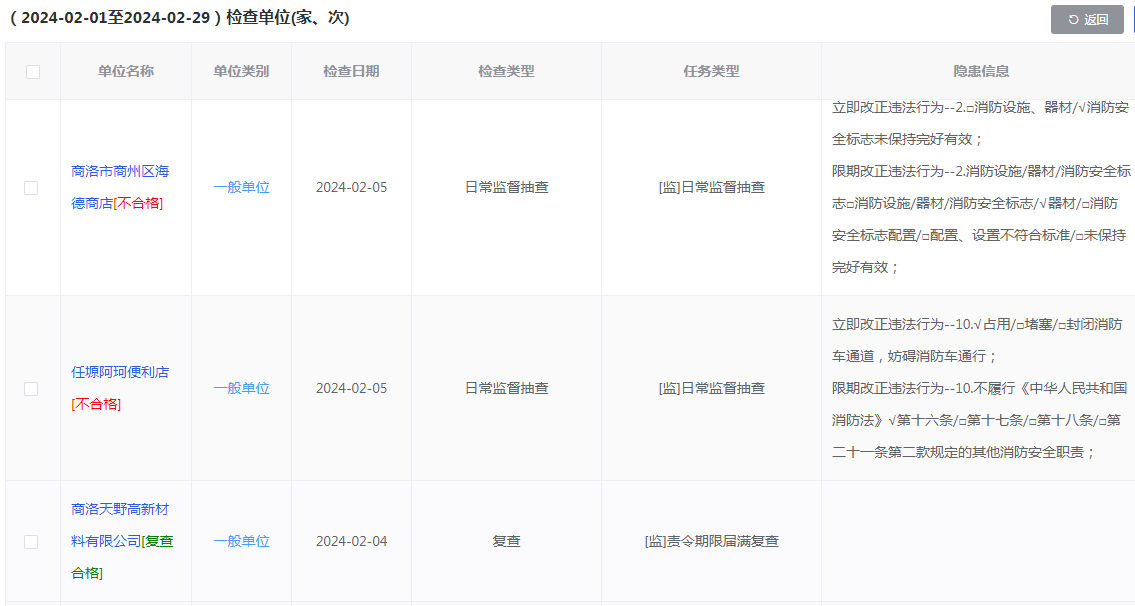 （2024-02-01至2024-02-29）检查单位(家、次)
返回
单位名称 单位类别 检查日期 检查类型 任务类型 隐患信息
商洛市商州区海
德商店[不合格]
一般单位
2024-02-05
日常监督抽查
[监]日常监督抽查
立即改正违法行为--2.□消防设施、器材/√消防安
全标志未保持完好有效；
限期改正违法行为--2.消防设施/器材/消防安全标
志□消防设施/器材/消防安全标志/√器材/□消防
安全标志配置/□配置、设置不符合标准/□未保持
完好有效；
任塬阿珂便利店
[不合格]
一般单位
2024-02-05
日常监督抽查
[监]日常监督抽查
立即改正违法行为--10.√占用/□堵塞/□封闭消防
车通道，妨碍消防车通行；
限期改正违法行为--10.不履行《中华人民共和国
消防法》√第十六条/□第十七条/□第十八条/□第
二十一条第二款规定的其他消防安全职责；
商洛天野高新材
料有限公司[复查
合格]
一般单位
2024-02-04
复查
[监]责令期限届满复查